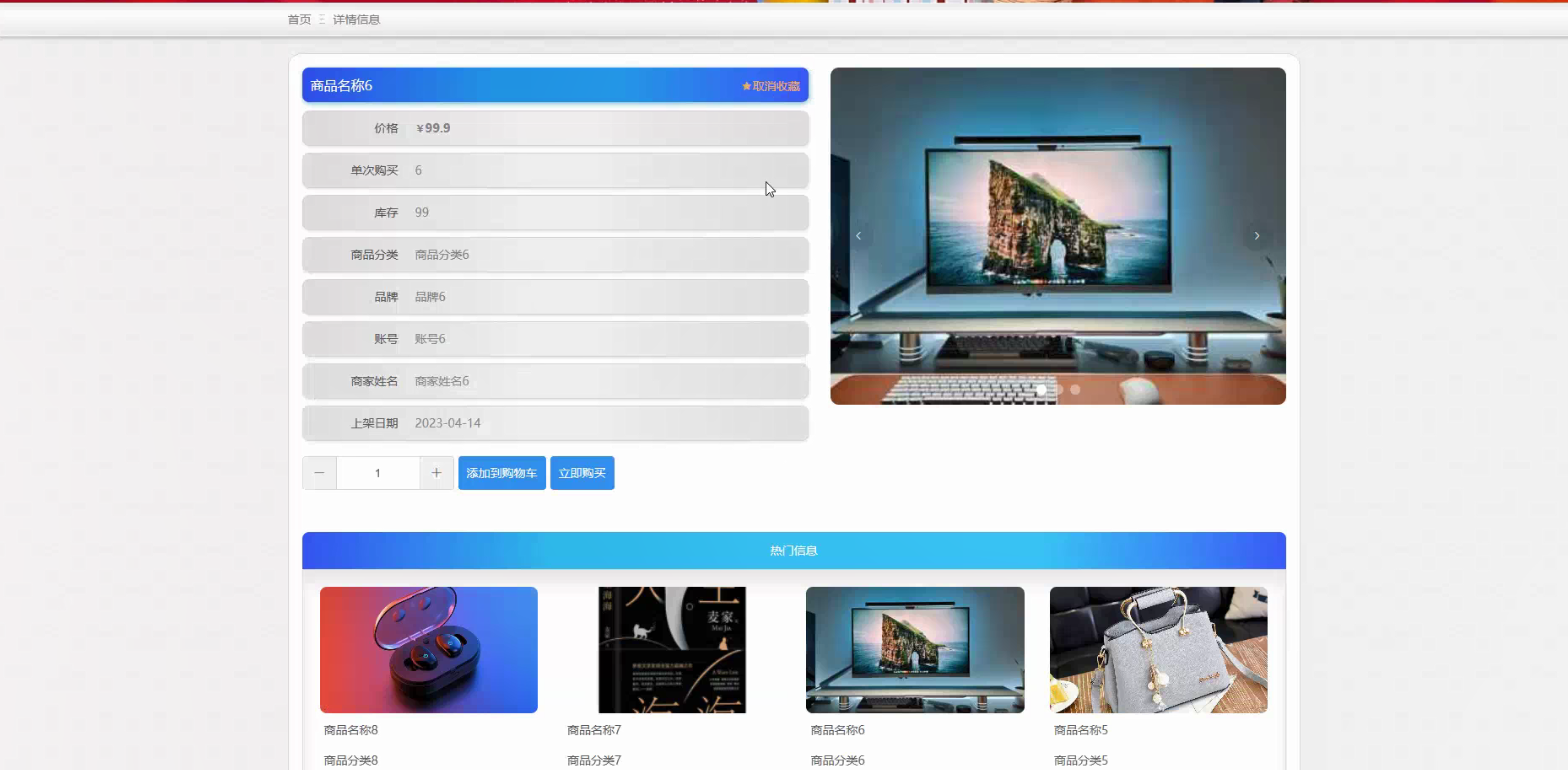 首页 详情信息
商品名称6
★取消收藏
价格 ¥99.9
单次购买 6
库存 99
商品分类 商品分类6
品牌 品牌6
账号 账号6
商家姓名 商家姓名6
上架日期 2023-04-14
— 1 + 添加到购物车 立即购买
热门信息
麦家
商品名称8 商品名称7 商品名称6 商品名称5
商品分类8 商品分类7 商品分类6 商品分类5